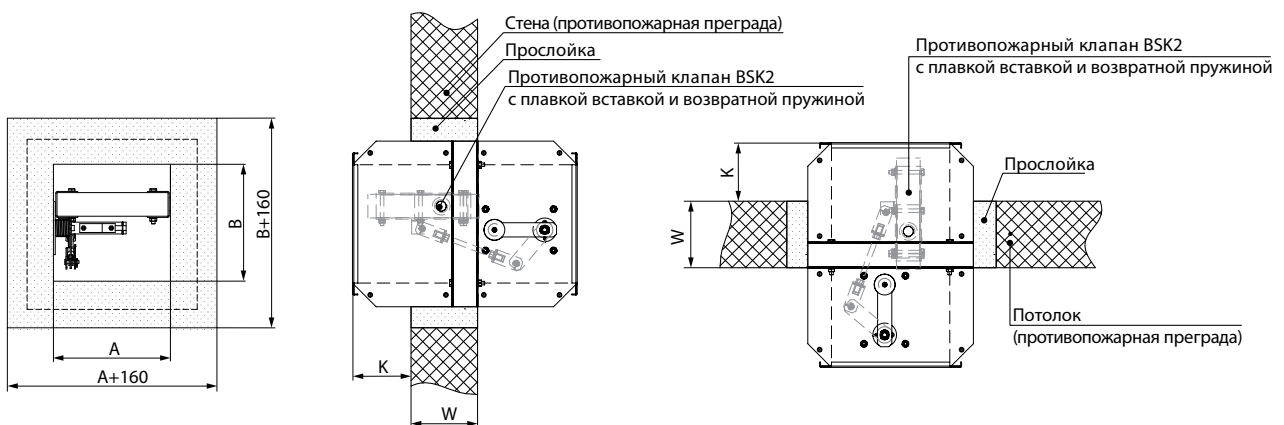 Стена (противопожарная преграда)
Прослойка
Противопожарный клапан BSK2
с плавкой вставкой и возвратной пружиной
B
B+160
A
A+160
K
W
Противопожарный клапан BSK2
с плавкой вставкой и возвратной пружиной
Прослойка
K
W
Потолок
(противопожарная преграда)